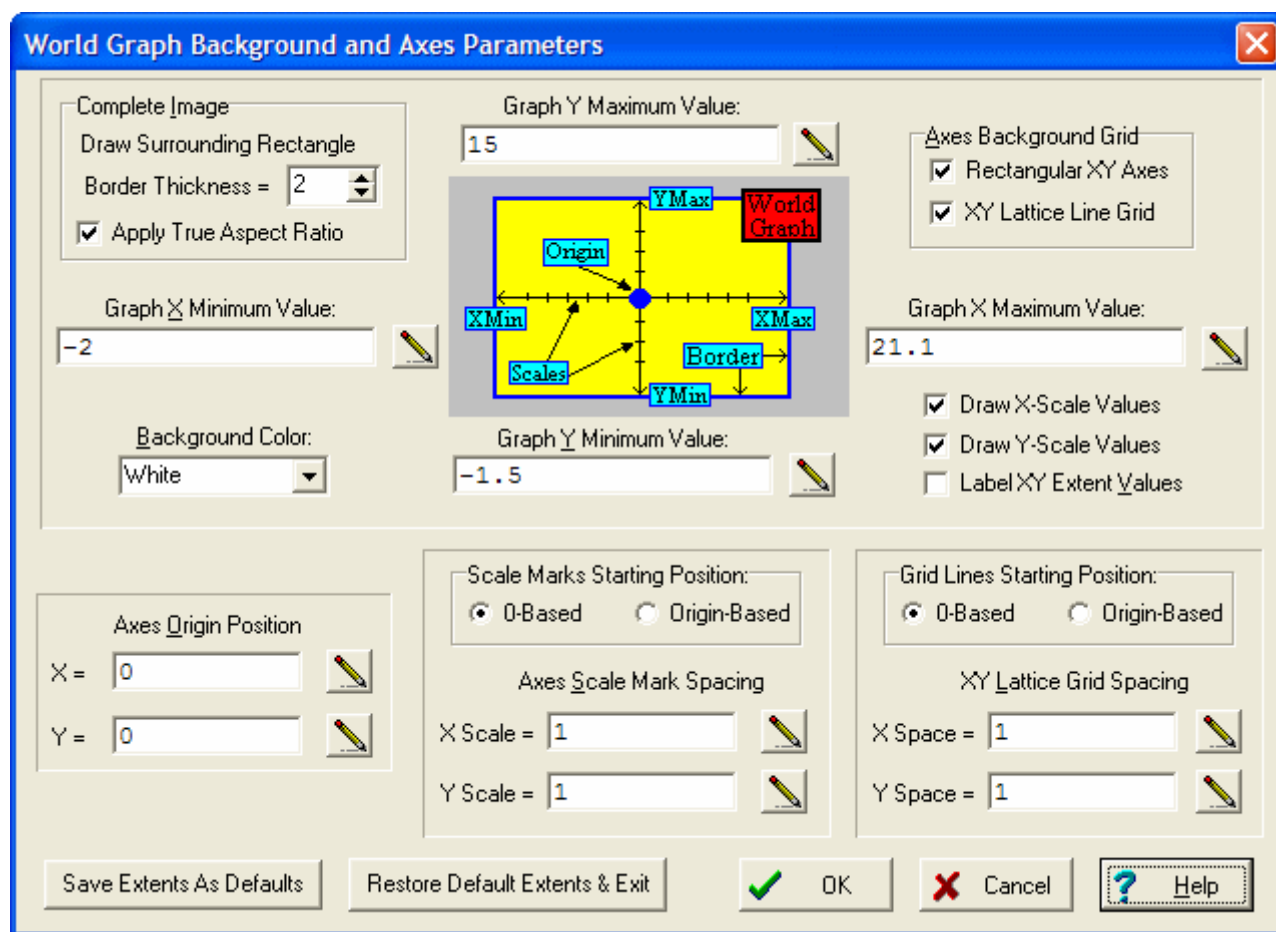 World Graph Background and Axes Parameters
Complete Image
Draw Surrounding Rectangle
Border Thickness = 2
Apply True Aspect Ratio
Graph Y Maximum Value:
15
Axes Background Grid
Rectangular XY Axes
XY Lattice Line Grid
YMax
World
Graph
Origin
XMin
XMax
Scales
Border
YMin
Graph X Minimum Value:
-2
Graph X Maximum Value:
21.1
Background Color:
White
Graph Y Minimum Value:
-1.5
Draw X-Scale Values
Draw Y-Scale Values
Label XY Extent Values
Axes Origin Position
X = 0
Y = 0
Scale Marks Starting Position:
0-Based Origin-Based
Axes Scale Mark Spacing
X Scale = 1
Y Scale = 1
Grid Lines Starting Position:
0-Based Origin-Based
XY Lattice Grid Spacing
X Space = 1
Y Space = 1
Save Extents As Defaults
Restore Default Extents & Exit
OK
Cancel
? Help